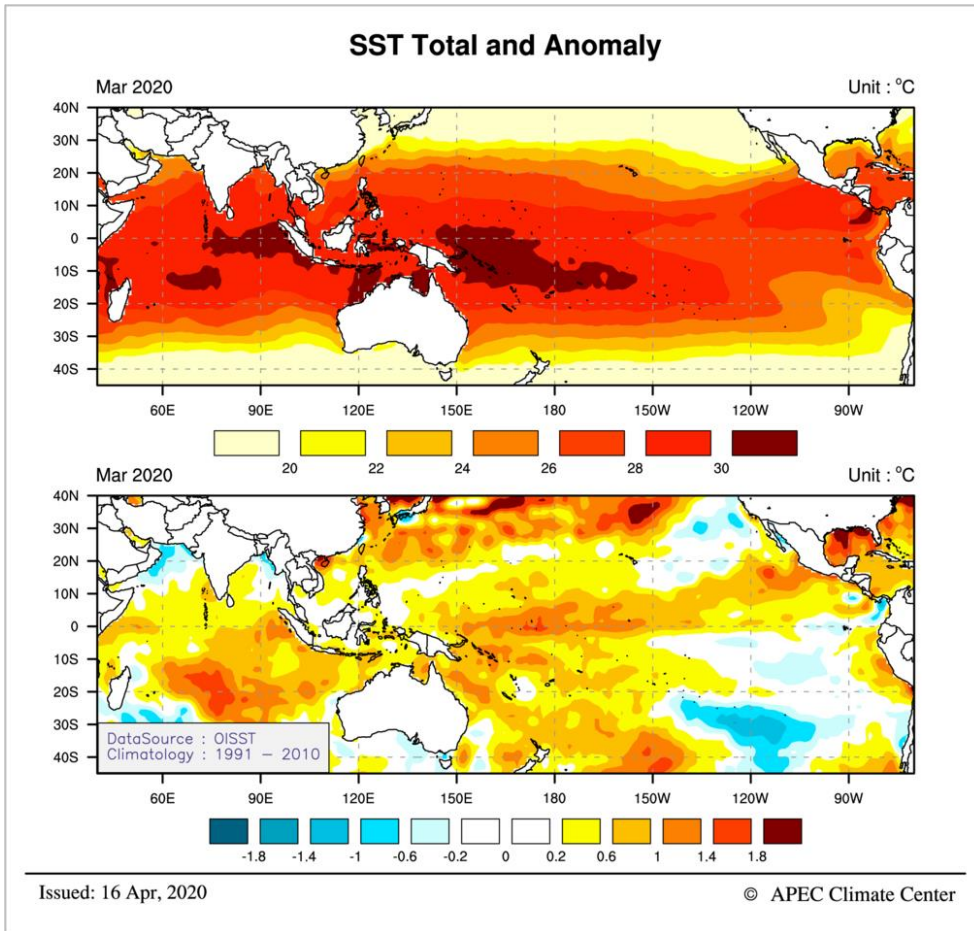 SST Total and Anomaly
Mar 2020 Unit : °C
40N
30N
20N
10N
0
10S
20S
30S
40S
60E 90E 120E 150E 180 150W 120W 90W
20 22 24 26 28 30
Mar 2020 Unit : °C
40N
30N
20N
10N
0
10S
20S
30S
40S
DataSource : OISST
Climatology : 1991 – 2010
60E 90E 120E 150E 180 150W 120W 90W
-1.8 -1.4 -1 -0.6 -0.2 0 0.2 0.6 1 1.4 1.8
Issued: 16 Apr, 2020 © APEC Climate Center